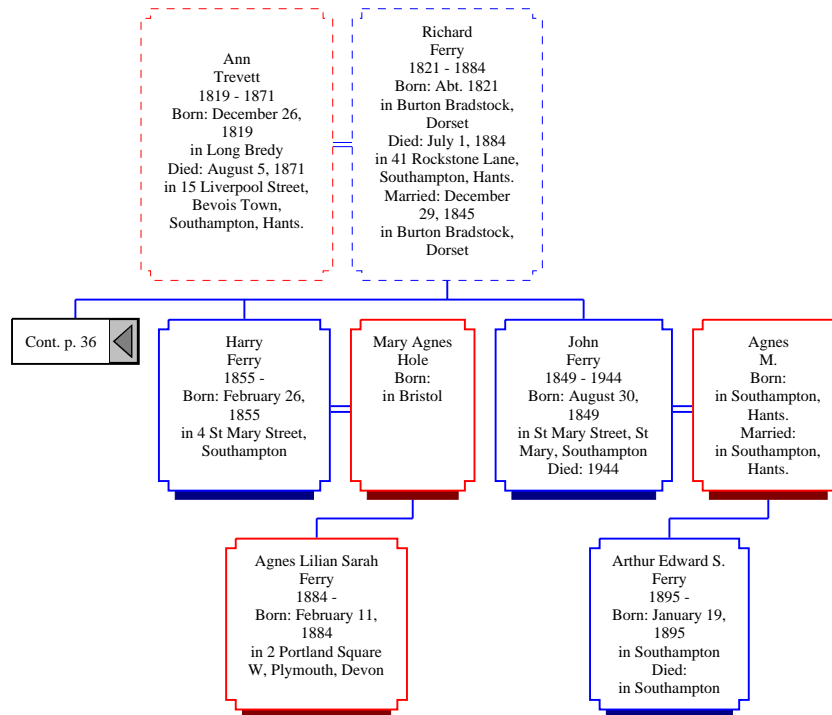 Ann
Trevett
1819 - 1871
Born: December 26,
1819
in Long Bredy
Died: August 5, 1871
in 15 Liverpool Street,
Bevois Town,
Southampton, Hants.
Richard
Ferry
1821 - 1884
Born: Abt. 1821
in Burton Bradstock,
Dorset
Died: July 1, 1884
in 41 Rockstone Lane,
Southampton, Hants.
Married: December
29, 1845
in Burton Bradstock,
Dorset
Cont. p. 36
Harry
Ferry
1855 -
Born: February 26,
1855
in 4 St Mary Street,
Southampton
Mary Agnes
Hole
Born:
in Bristol
John
Ferry
1849 - 1944
Born: August 30,
1849
in St Mary Street, St
Mary, Southampton
Died: 1944
Agnes
M.
Born:
in Southampton,
Hants.
Married:
in Southampton,
Hants.
Agnes Lilian Sarah
Ferry
1884 -
Born: February 11,
1884
in 2 Portland Square
W, Plymouth, Devon
Arthur Edward S.
Ferry
1895 -
Born: January 19,
1895
in Southampton
Died:
in Southampton